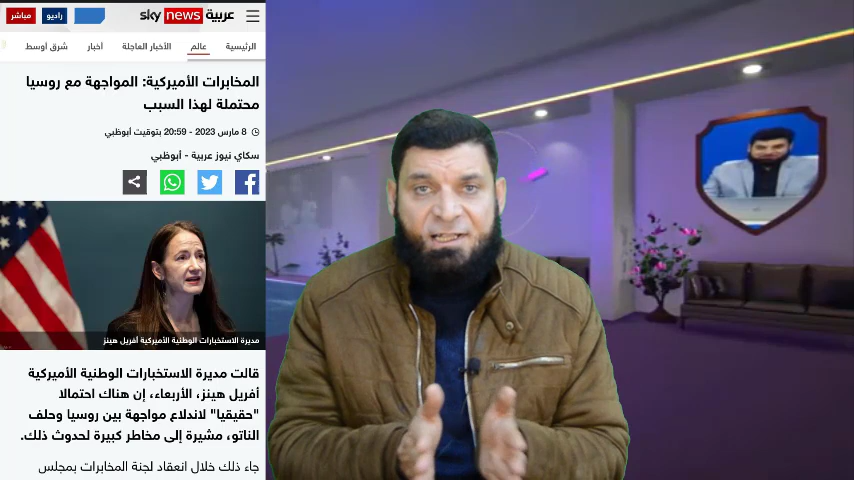 عربية news sky
راديو
مباشر
الرئيسية
عالم
الأخبار العاجلة
أخبار
شرق أوسط
المخابرات الأميركية: المواجهة مع روسيا
محتملة لهذا السبب
8 مارس 2023 - 20:59 بتوقيت أبوظبي
سكاي نيوز عربية - أبوظبي
مديرة الاستخبارات الوطنية الأميركية أفريل هينز
قالت مديرة الاستخبارات الوطنية الأميركية
أفريل هينز، الأربعاء، إن هناك احتمالا
"حقيقيا" لاندلاع مواجهة بين روسيا وحلف
الناتو، مشيرة إلى مخاطر كبيرة لحدوث ذلك.
جاء ذلك خلال انعقاد لجنة المخابرات بمجلس